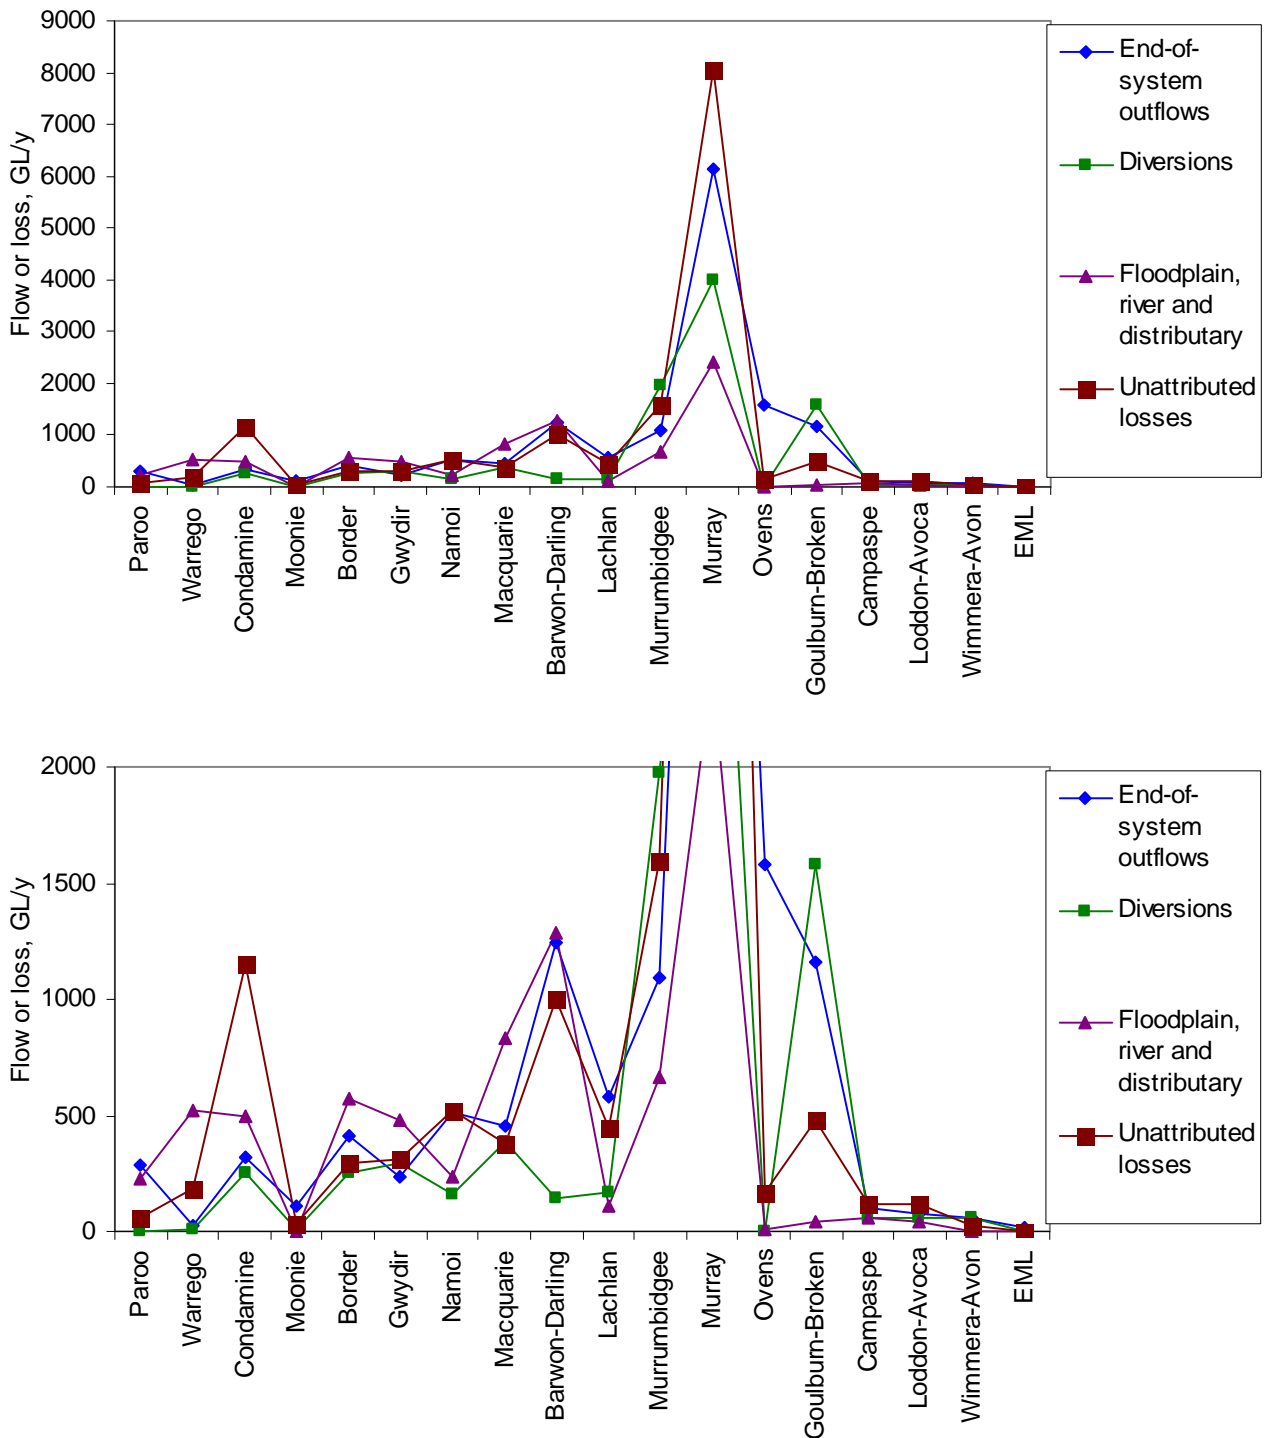 9000
8000
7000
6000
5000
4000
3000
2000
1000
0
Flow or loss, GL/y
Paroo
Warrego
Condamine
Moonie
Border
Gwydir
Namoi
Macquarie
Barwon-Darling
Lachlan
Murrumbidgee
Murray
Ovens
Goulburn-Broken
Campaspe
Loddon-Avoca
Wimmera-Avon
EML
End-of-
system
outflows
Diversions
Floodplain,
river and
distributary
Unattributed
losses
2000
1500
1000
500
0
Flow or loss, GL/y
Paroo
Warrego
Condamine
Moonie
Border
Gwydir
Namoi
Macquarie
Barwon-Darling
Lachlan
Murrumbidgee
Murray
Ovens
Goulburn-Broken
Campaspe
Loddon-Avoca
Wimmera-Avon
EML
End-of-
system
outflows
Diversions
Floodplain,
river and
distributary
Unattributed
losses